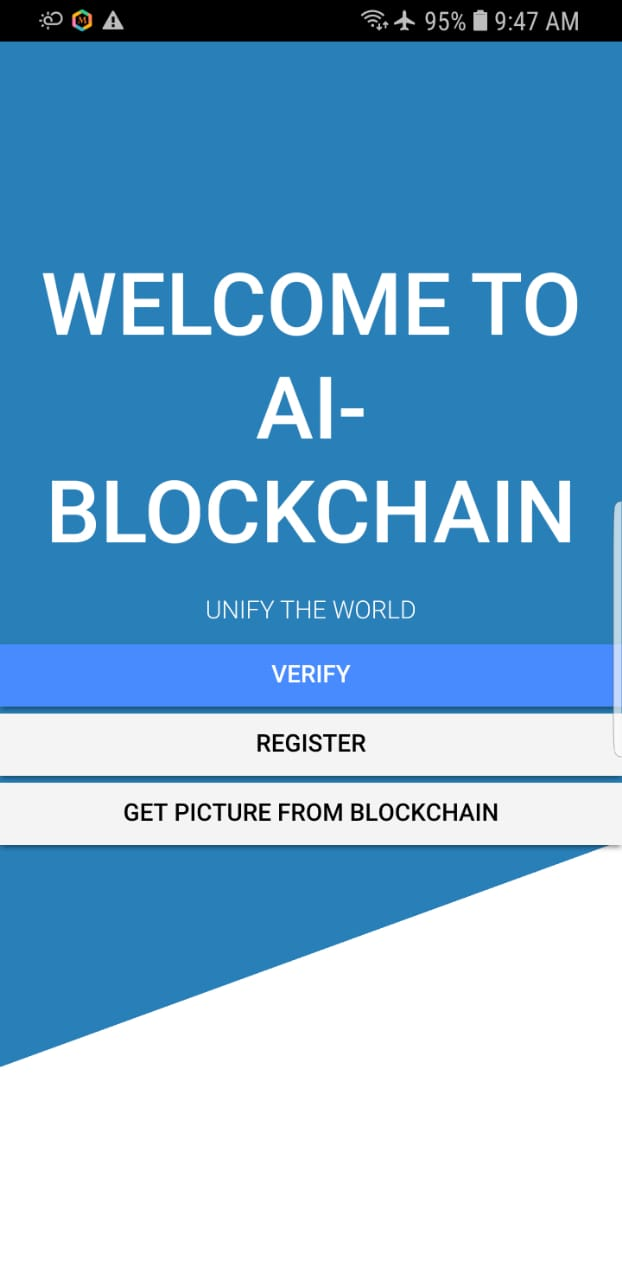 95% 9:47 AM
WELCOME TO
AI-
BLOCKCHAIN
UNIFY THE WORLD
VERIFY
REGISTER
GET PICTURE FROM BLOCKCHAIN